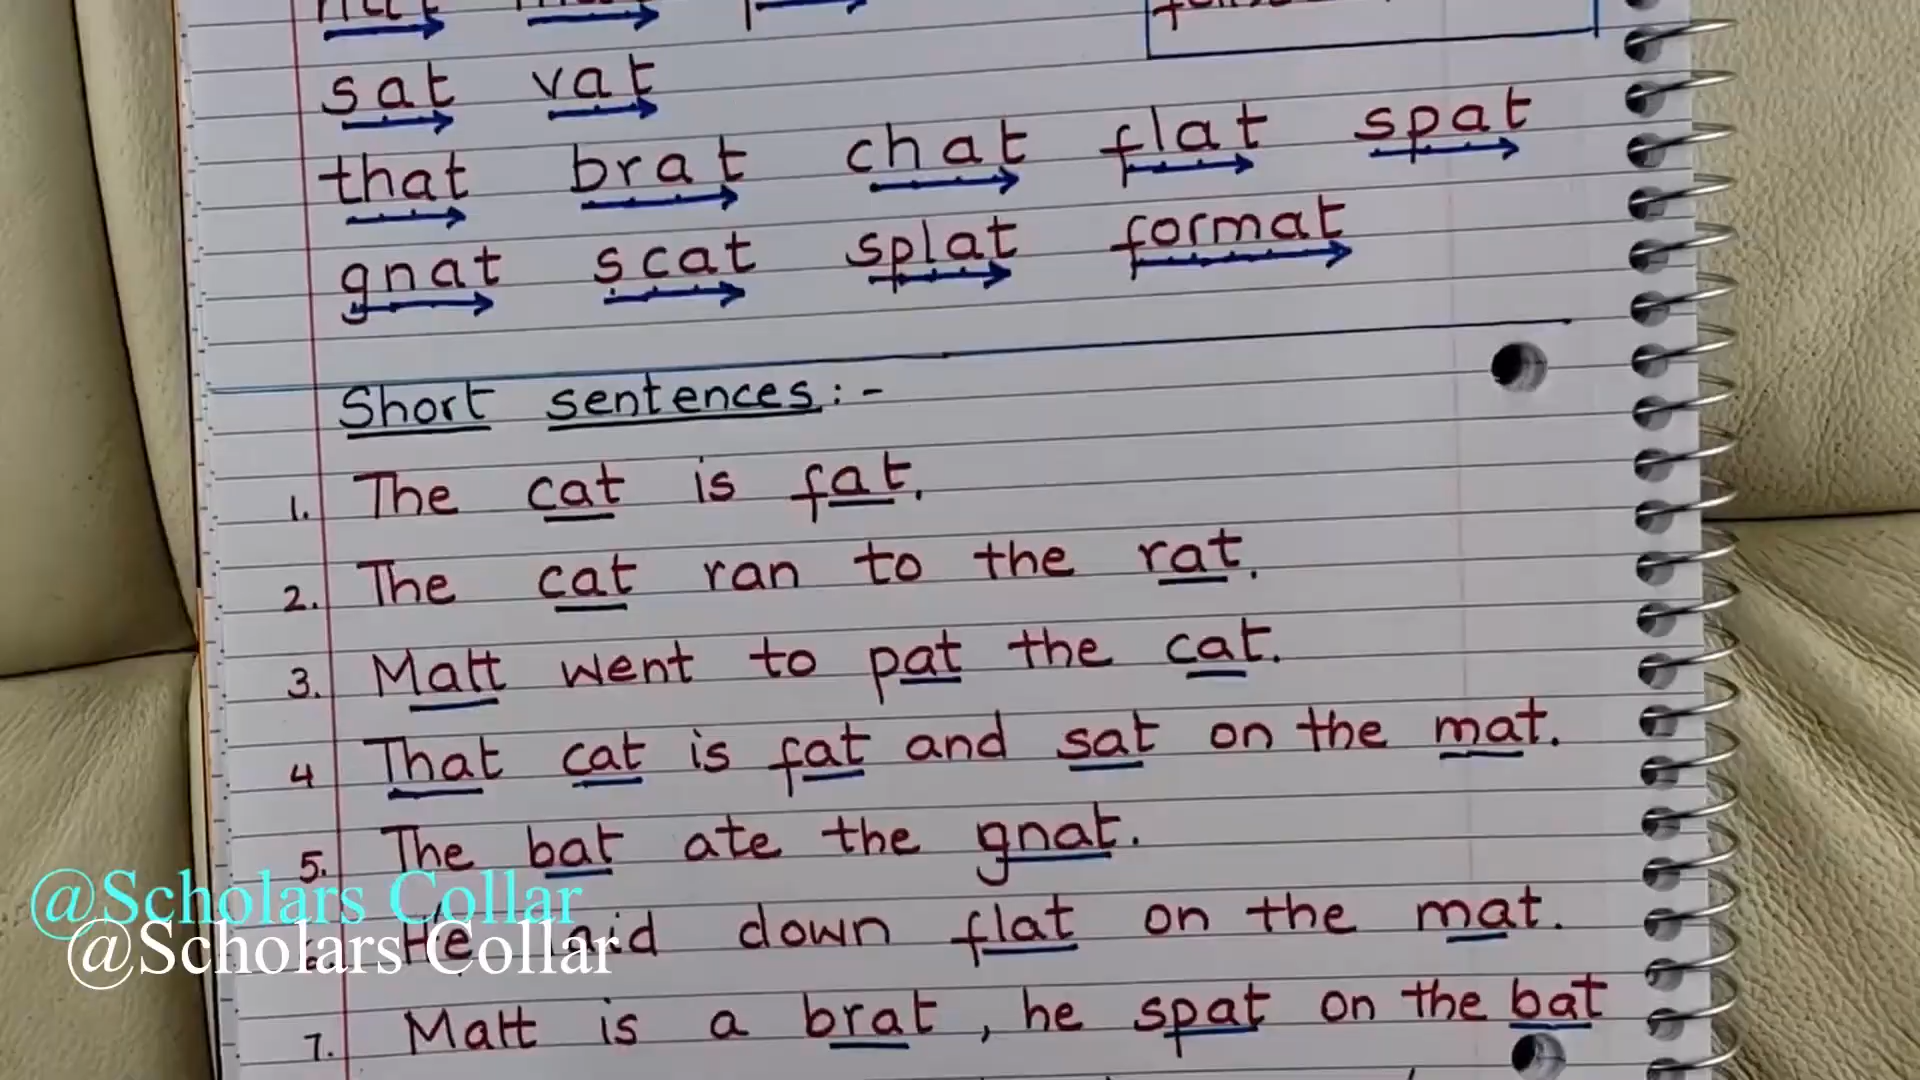 sat vat
that brat chat flat spat
gnat scat splat format
Short sentences:-
1. The cat is fat.
2. The cat ran to the rat.
3. Matt went to pat the cat.
4 That cat is fat and sat on the mat.
5. The bat ate the gnat.
He laid down flat on the mat.
7. Matt is a brat, he spat on the bat
@Scholars Collar
@Scholars Collar